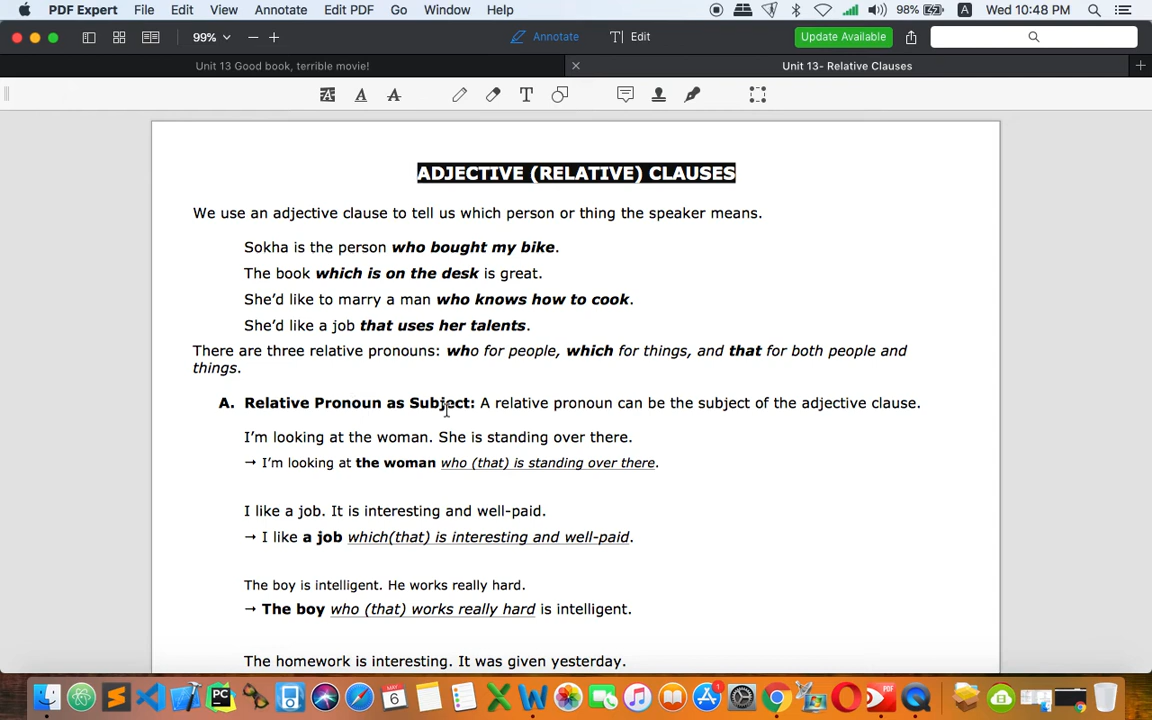 PDF Expert File Edit View Annotate Edit PDF Go Window Help 98% A Wed 10:48 PM
99% Annotate T Edit Update Available
Unit 13 Good book, terrible movie! Unit 13- Relative Clauses
ADJECTIVE (RELATIVE) CLAUSES
We use an adjective clause to tell us which person or thing the speaker means.
Sokha is the person who bought my bike.
The book which is on the desk is great.
She'd like to marry a man who knows how to cook.
She'd like a job that uses her talents.
There are three relative pronouns: who for people, which for things, and that for both people and
things.
A. Relative Pronoun as Subject: A relative pronoun can be the subject of the adjective clause.
I'm looking at the woman. She is standing over there.
→ I'm looking at the woman who (that) is standing over there.
I like a job. It is interesting and well-paid.
→ I like a job which(that) is interesting and well-paid.
The boy is intelligent. He works really hard.
→ The boy who (that) works really hard is intelligent.
The homework is interesting. It was given yesterday.